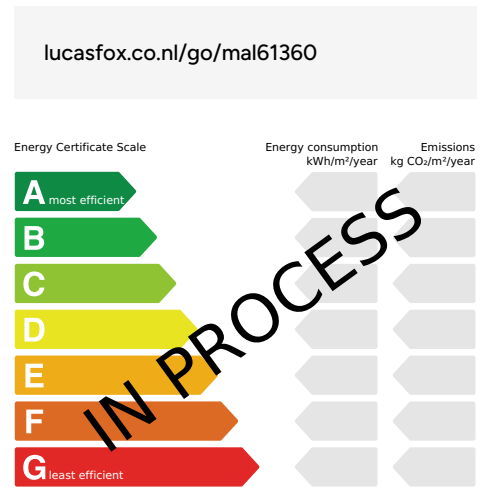 lucasfox.co.nl/go/mal61360
Energy Certificate Scale
Energy consumption
kWh/m²/year
Emissions
kg CO₂/m²/year
A most efficient
B
C
D
E
F
G least efficient
IN PROCESS